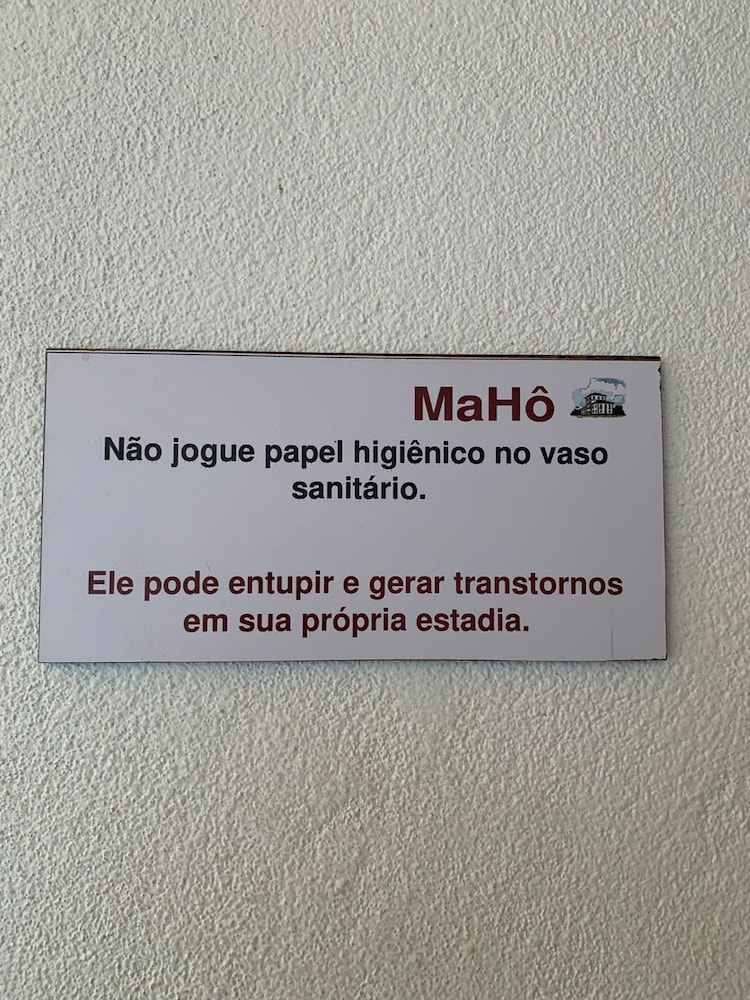 MaHô
Não jogue papel higiênico no vaso
sanitário.
Ele pode entupir e gerar transtornos
em sua própria estadia.